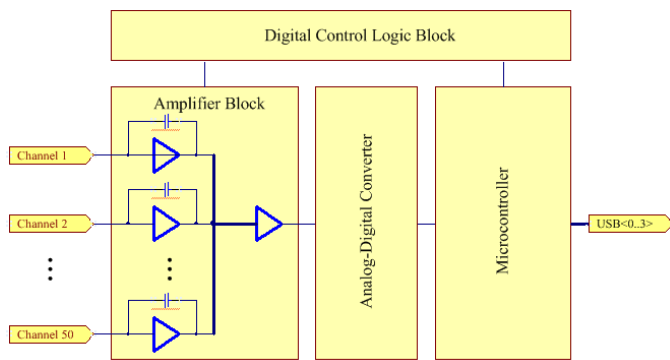 Digital Control Logic Block
Amplifier Block
Channel 1
Channel 2
Channel 50
Analog-Digital Converter
Microcontroller
USB<0..3>